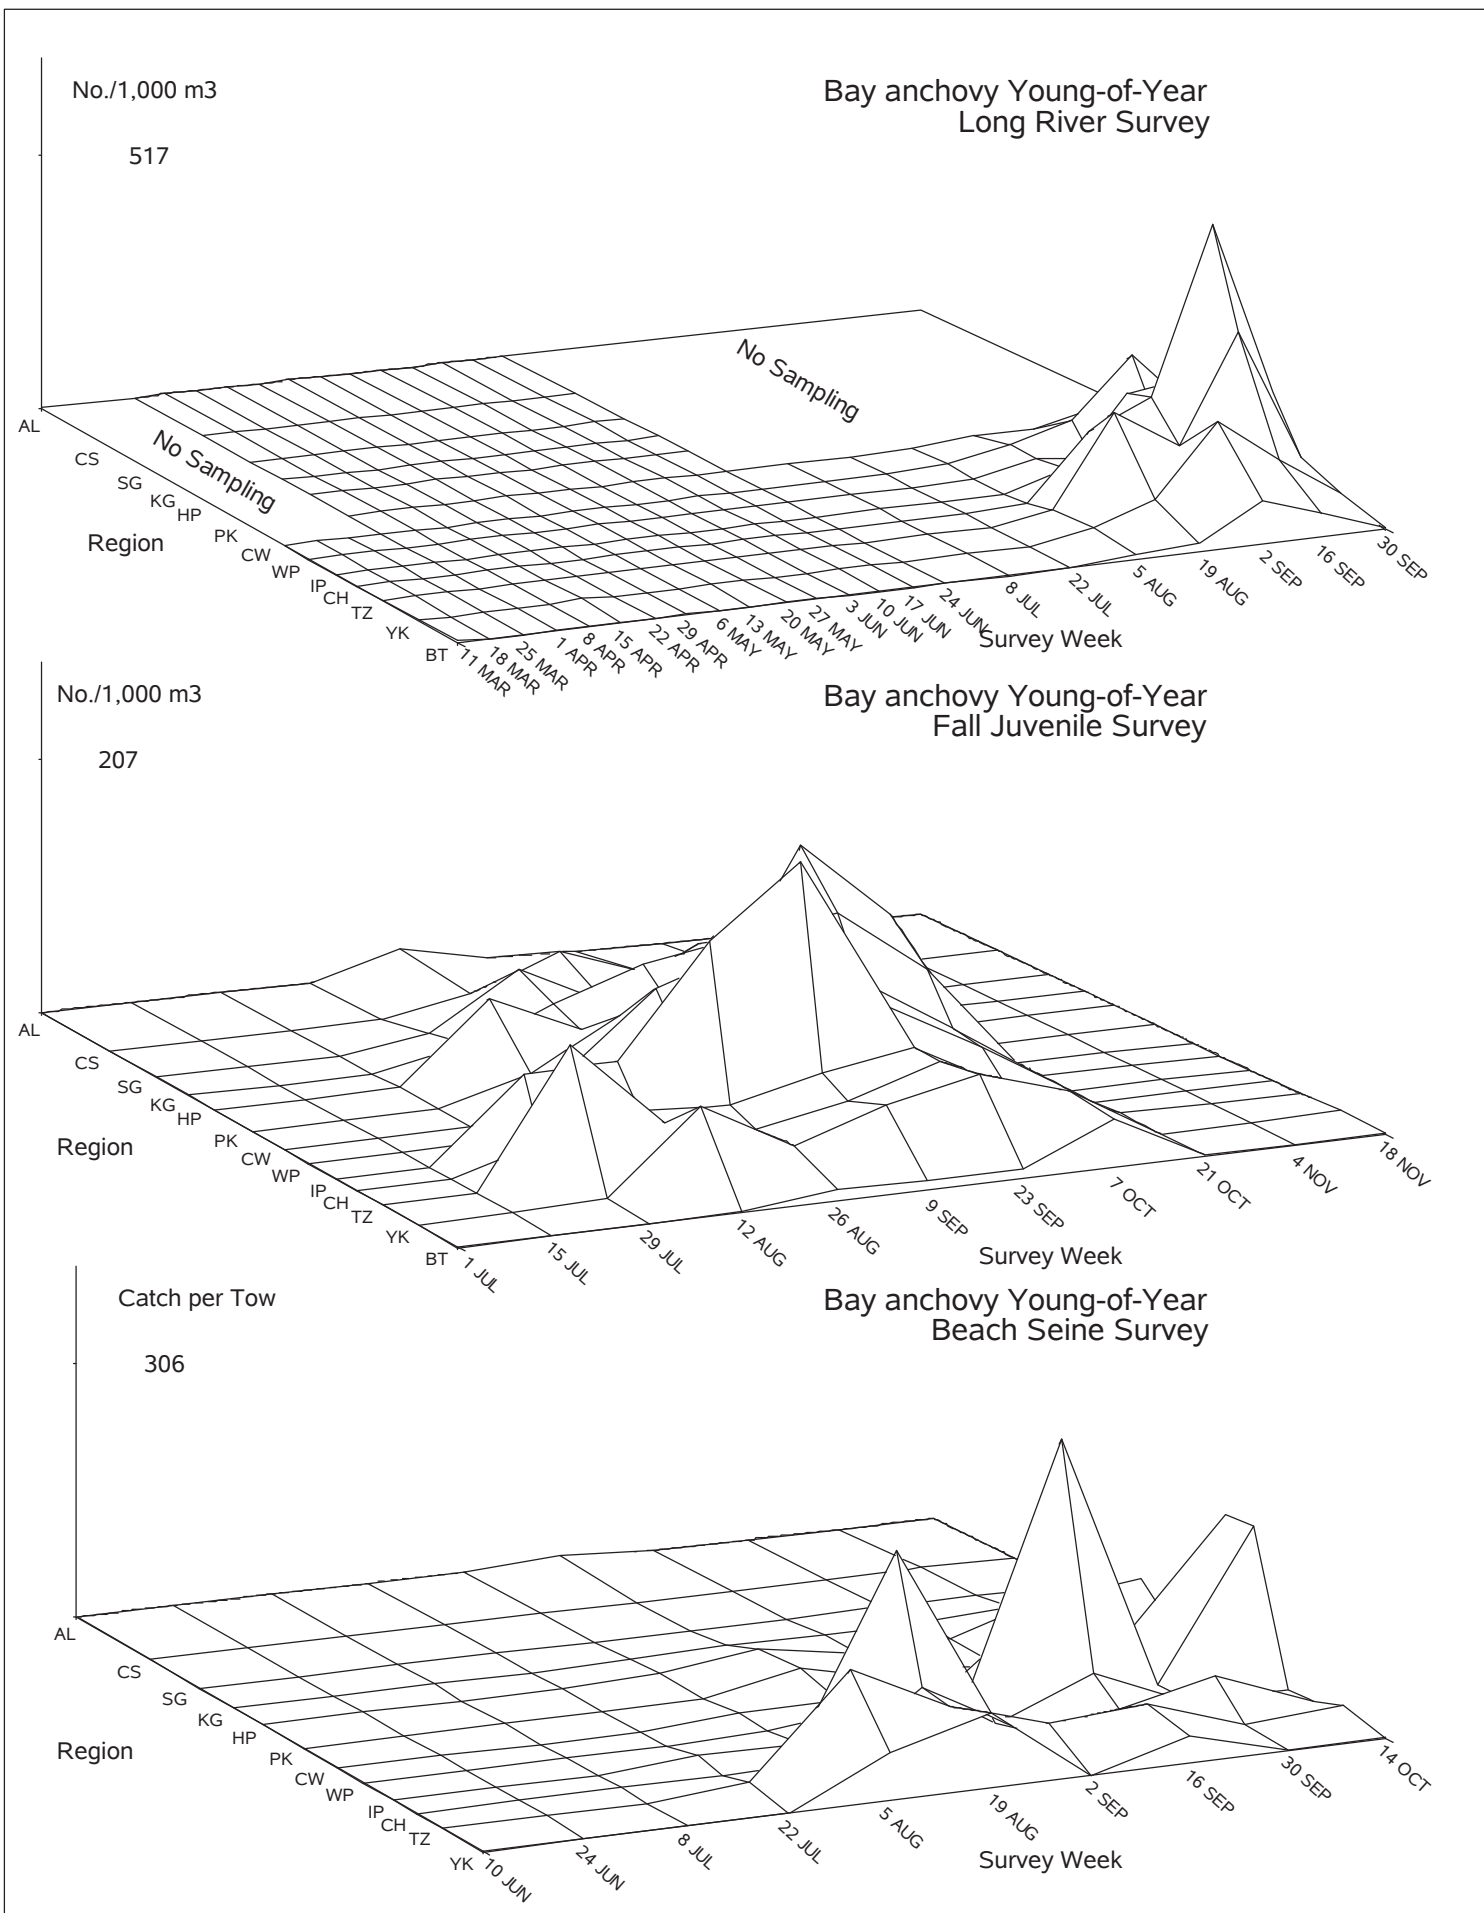 No./1,000 m3
517
Bay anchovy Young-of-Year
Long River Survey
No Sampling
No Sampling
AL
CS
SG
KG
HP
PK
CW
WP
IP
CH
TZ
YK
BT
Region
11 MAR
18 MAR
25 MAR
1 APR
8 APR
15 APR
22 APR
29 APR
6 MAY
13 MAY
20 MAY
27 MAY
3 JUN
10 JUN
17 JUN
24 JUN
8 JUL
22 JUL
5 AUG
19 AUG
2 SEP
16 SEP
30 SEP
Survey Week
No./1,000 m3
207
Bay anchovy Young-of-Year
Fall Juvenile Survey
AL
CS
SG
KG
HP
PK
CW
WP
IP
CH
TZ
YK
BT
Region
1 JUL
15 JUL
29 JUL
12 AUG
26 AUG
9 SEP
23 SEP
7 OCT
21 OCT
4 NOV
18 NOV
Survey Week
Catch per Tow
306
Bay anchovy Young-of-Year
Beach Seine Survey
AL
CS
SG
KG
HP
PK
CW
WP
IP
CH
TZ
YK
Region
10 JUN
24 JUN
8 JUL
22 JUL
5 AUG
19 AUG
2 SEP
16 SEP
30 SEP
14 OCT
Survey Week